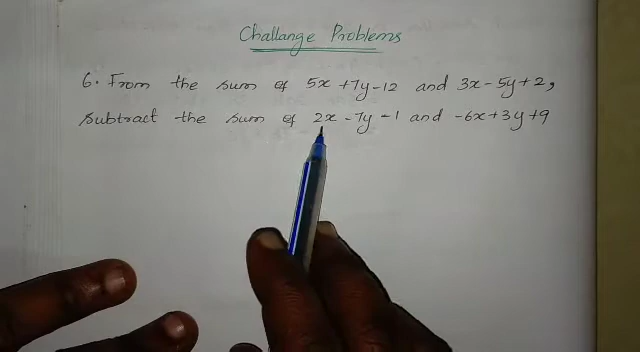 Challange Problems
6. From the sum of 5x +7y-12 and 3x-5y+2,
subtract the sum of 2x -7y -1 and -6x+3y+9